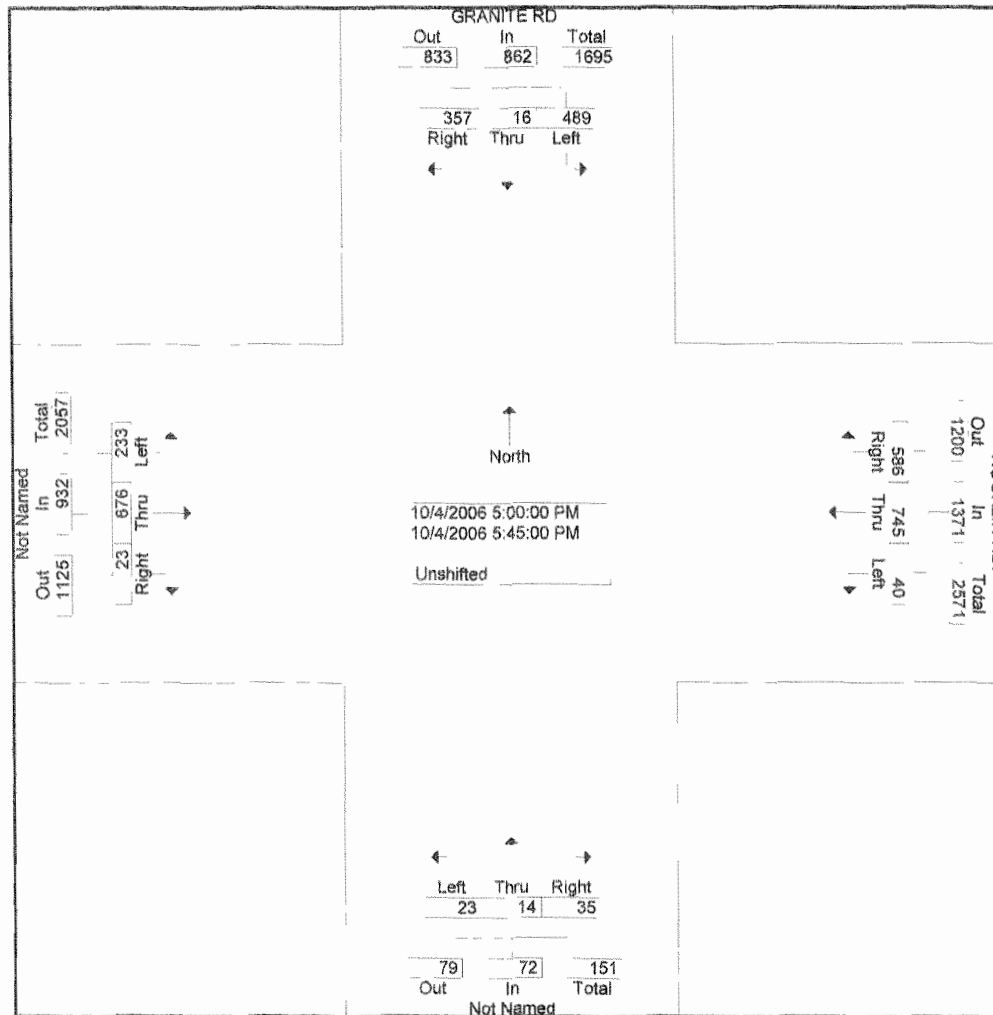 GRANITE RD
Out In Total
833 862 1695
357 16 489
Right Thru Left
Not Named
Out In Total
1125 932 2057
Right Thru Left
23 676 233
North
10/4/2006 5:00:00 PM
10/4/2006 5:45:00 PM
Unshifted
Right Thru Left
586 745 40
Out In Total
1200 1371 2571
Left Thru Right
23 14 35
79 72 151
Out In Total
Not Named